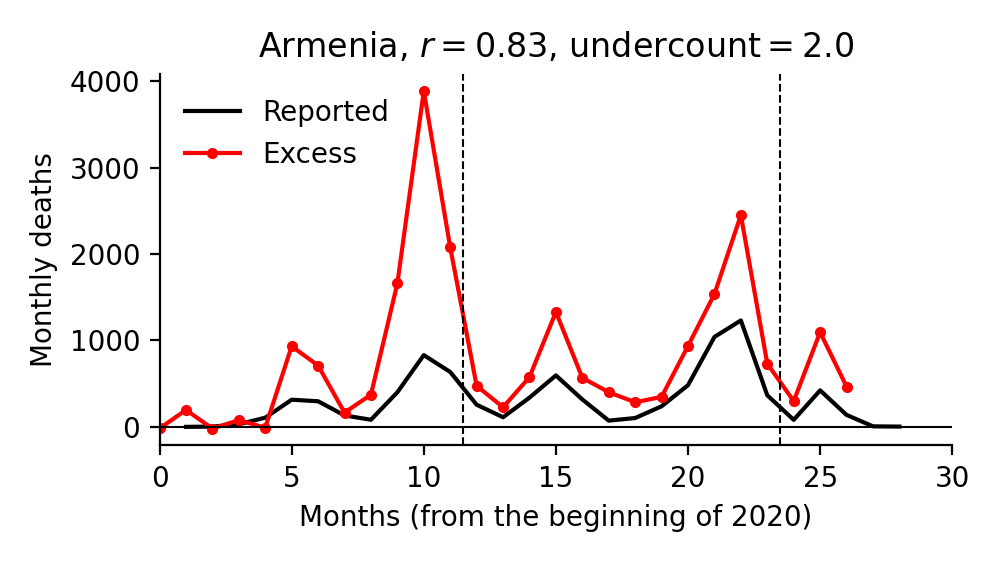 Armenia, r = 0.83, undercount = 2.0
Monthly deaths
4000
3000
2000
1000
0
Reported
Excess
0 5 10 15 20 25 30
Months (from the beginning of 2020)